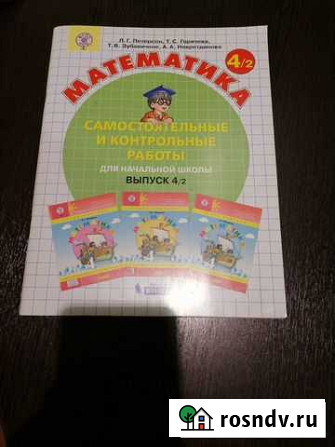 Л.Г. Петерсон, Т.С. Горячева,
Т.В. Зубавичене, А.А. Невретдинова
4/2
МАТЕМАТИКА
САМОСТОЯТЕЛЬНЫЕ
И КОНТРОЛЬНЫЕ
РАБОТЫ
ДЛЯ НАЧАЛЬНОЙ ШКОЛЫ
ВЫПУСК 4/2
rosndv.ru